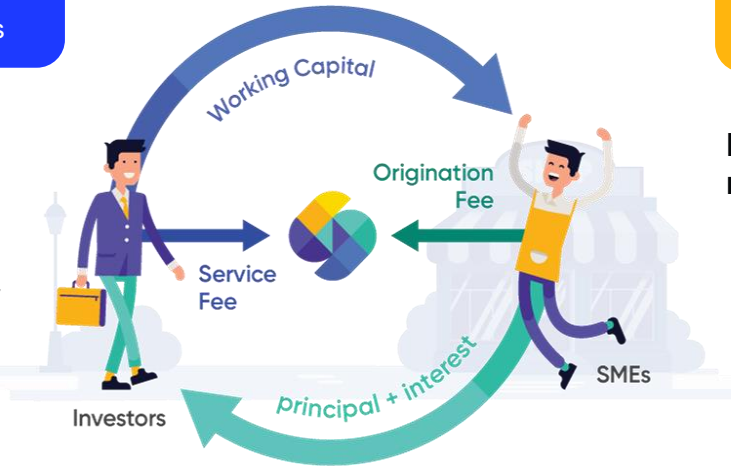 Working Capital
Origination
Fee
Service
Fee
principal + interest
SMEs
Investors